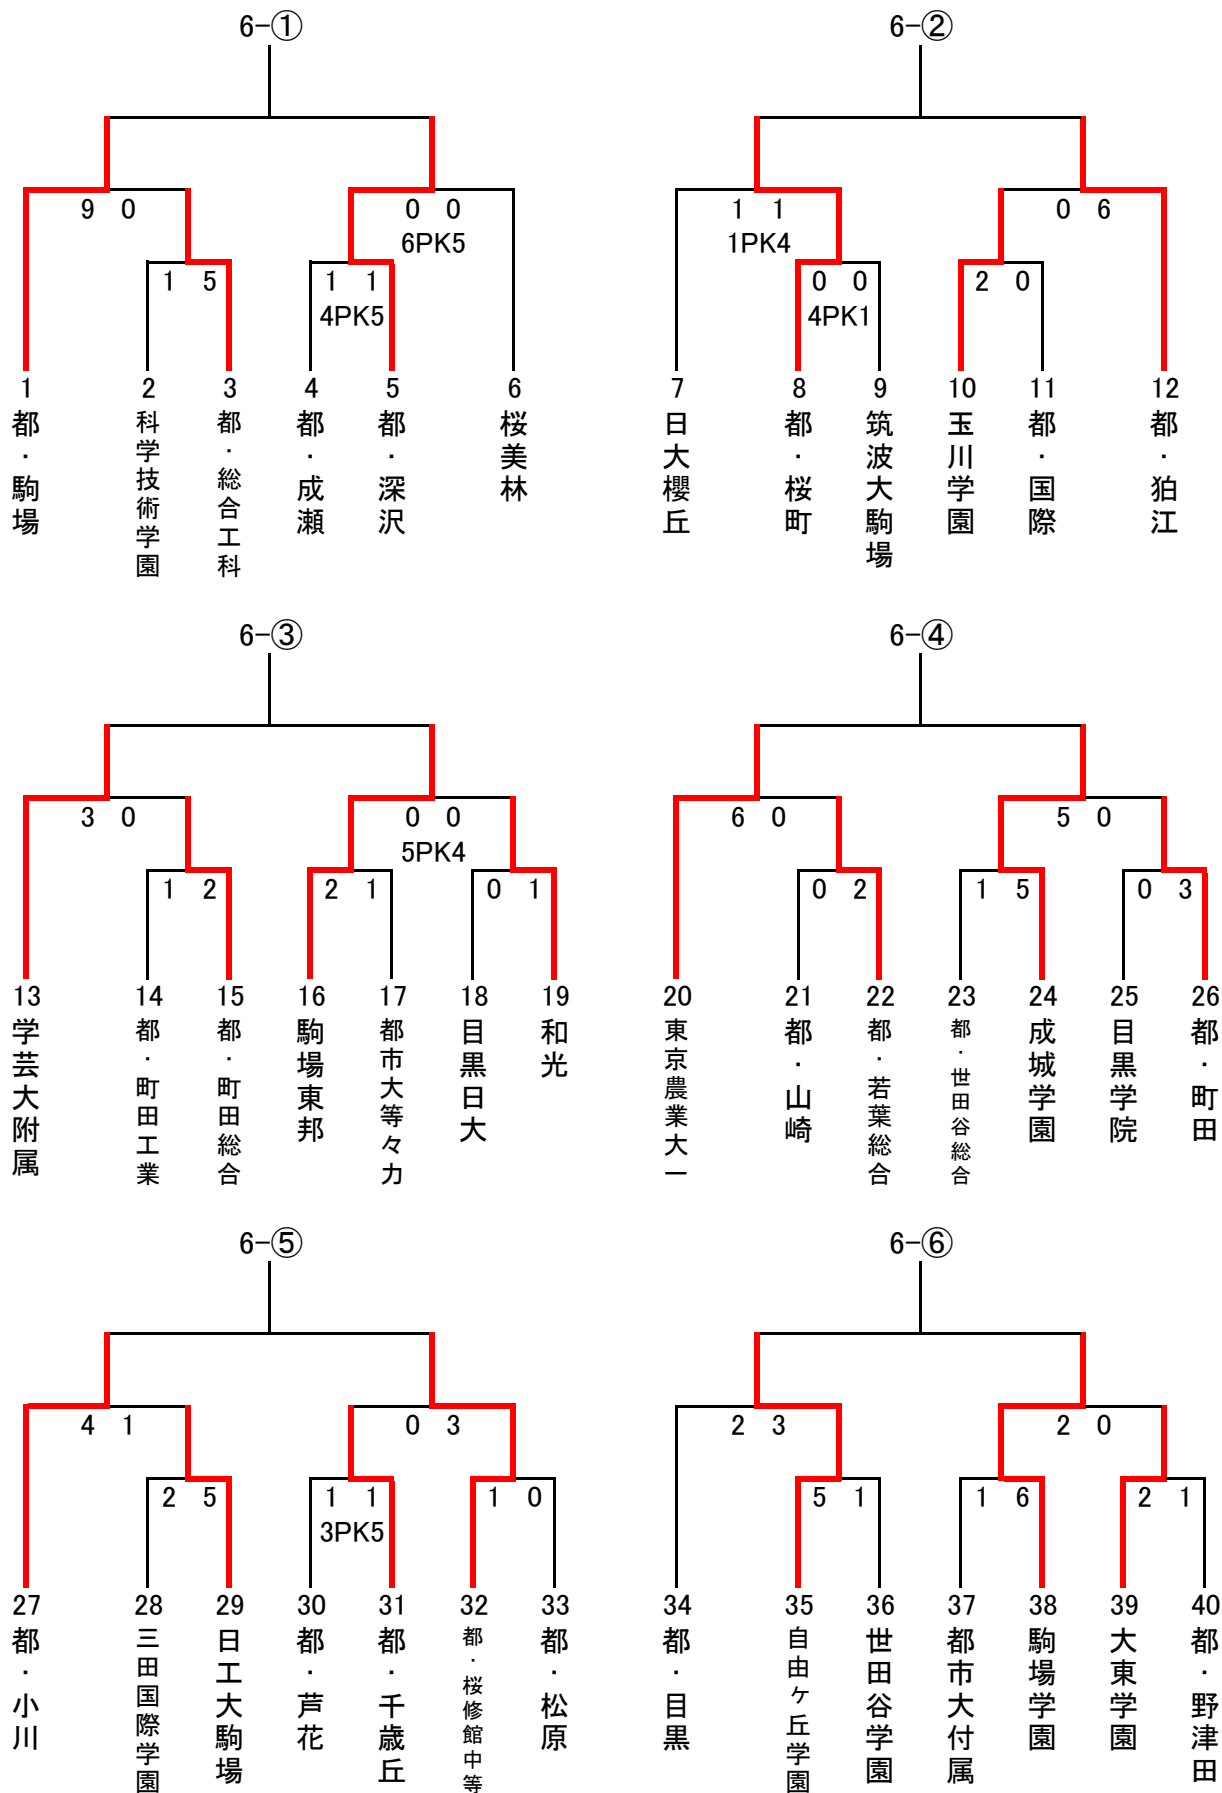 6-① 6-②
9 0 0 0 1 1 0 6
6PK5 1PK4
1 5 1 1 0 0 2 0
4PK5 4PK1
1 2 3 4 5 6 7 8 9 10 11 12
都・駒場
科学技術学園
都・総合工科
都・成瀬
都・深沢
桜美林
日大櫻丘
都・桜町
筑波大駒場
玉川学園
都・国際
都・狛江
6-③ 6-④
3 0 0 0 6 0 5 0
5PK4
1 2 2 1 0 1 0 2 1 5 0 3
13 14 15 16 17 18 19 20 21 22 23 24 25 26
学芸大附属
都・町田工業
都・町田総合
駒場東邦
都市大等々力
目黒日大
和光
東京農業大一
都・山崎
都・若葉総合
都・世田谷総合
成城学園
目黒学院
都・町田
6-⑤ 6-⑥
4 1 0 3 2 3 2 0
2 5 1 1 1 0 5 1 1 6 2 1
3PK5
27 28 29 30 31 32 33 34 35 36 37 38 39 40
都・小川
三田国際学園
日工大駒場
都・芦花
都・千歳丘
都・桜修館中等
都・松原
都・目黒
自由ヶ丘学園
世田谷学園
都市大付属
駒場学園
大東学園
都・野津田